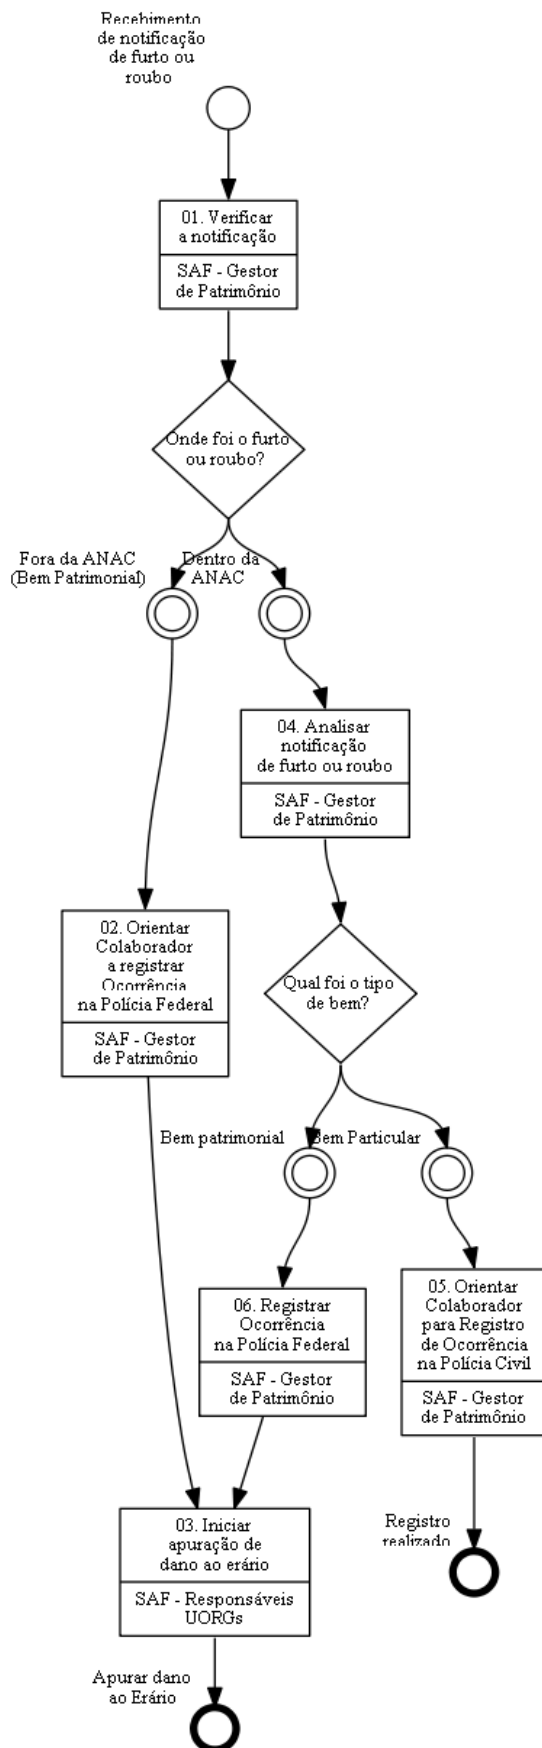 Recebimento
de notificação
de furto ou
roubo
01. Verificar
a notificação
SAF - Gestor
de Patrimônio
Onde foi o furto
ou roubo?
Fora da ANAC
(Bem Patrimonial)
Dentro da
ANAC
04. Analisar
notificação
de furto ou roubo
SAF - Gestor
de Patrimônio
02. Orientar
Colaborador
a registrar
Ocorrência
na Polícia Federal
SAF - Gestor
de Patrimônio
Qual foi o tipo
de bem?
Bem patrimonial
Bem Particular
06. Registrar
Ocorrência
na Polícia Federal
SAF - Gestor
de Patrimônio
05. Orientar
Colaborador
para Registro
de Ocorrência
na Polícia Civil
SAF - Gestor
de Patrimônio
03. Iniciar
apuração de
dano ao erário
SAF - Responsáveis
UORGs
Registro
realizado
Apurar dano
ao Erário